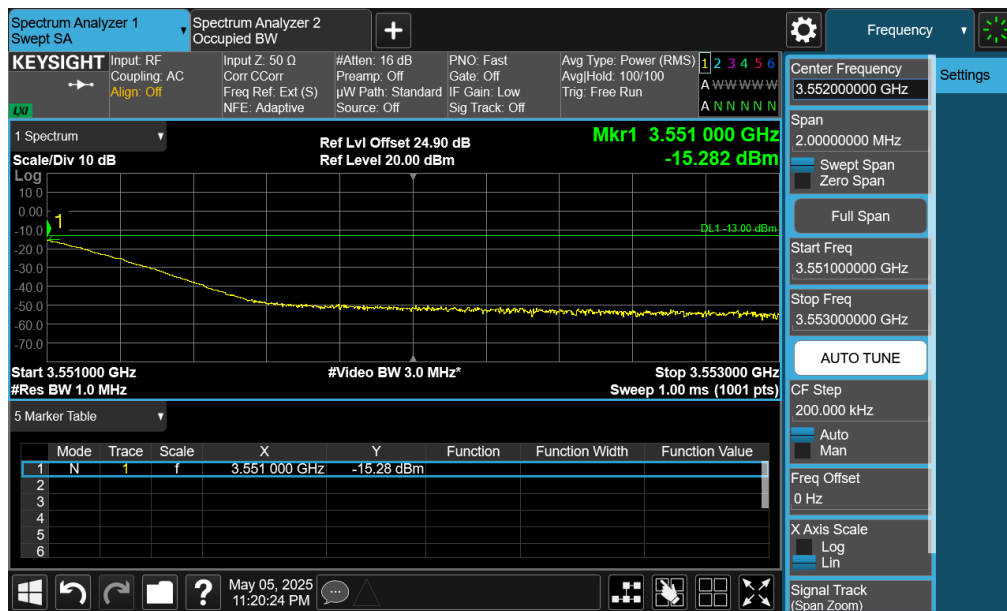 Spectrum Analyzer 1
Swept SA
Spectrum Analyzer 2
Occupied BW
+
Frequency
KEYSIGHT
LXI
Input: RF
Coupling: AC
Align: Off
Input Z: 50 Ω
Corr CCorr
Freq Ref: Ext (S)
NFE: Adaptive
#Atten: 16 dB
Preamp: Off
µW Path: Standard
Source: Off
PNO: Fast
Gate: Off
IF Gain: Low
Sig Track: Off
Avg Type: Power (RMS)
Avg|Hold: 100/100
Trig: Free Run
1 2 3 4 5 6
A W W W W W
A N N N N N
1 Spectrum
Scale/Div 10 dB
Ref Lvl Offset 24.90 dB
Ref Level 20.00 dBm
Mkr1 3.551 000 GHz
-15.282 dBm
Log
10.0
0.00
-10.0
-20.0
-30.0
-40.0
-50.0
-60.0
-70.0
1
DL1 -13.00 dBm
Start 3.551000 GHz
#Res BW 1.0 MHz
#Video BW 3.0 MHz*
Stop 3.553000 GHz
Sweep 1.00 ms (1001 pts)
5 Marker Table
Mode Trace Scale X Y Function Function Width Function Value
1 N 1 f 3.551 000 GHz -15.28 dBm
2
3
4
5
6
?
May 05, 2025
11:20:24 PM
Center Frequency
3.552000000 GHz
Settings
Span
2.00000000 MHz
Swept Span
Zero Span
Full Span
Start Freq
3.551000000 GHz
Stop Freq
3.553000000 GHz
AUTO TUNE
CF Step
200.000 kHz
Auto
Man
Freq Offset
0 Hz
X Axis Scale
Log
Lin
Signal Track
(Span Zoom)